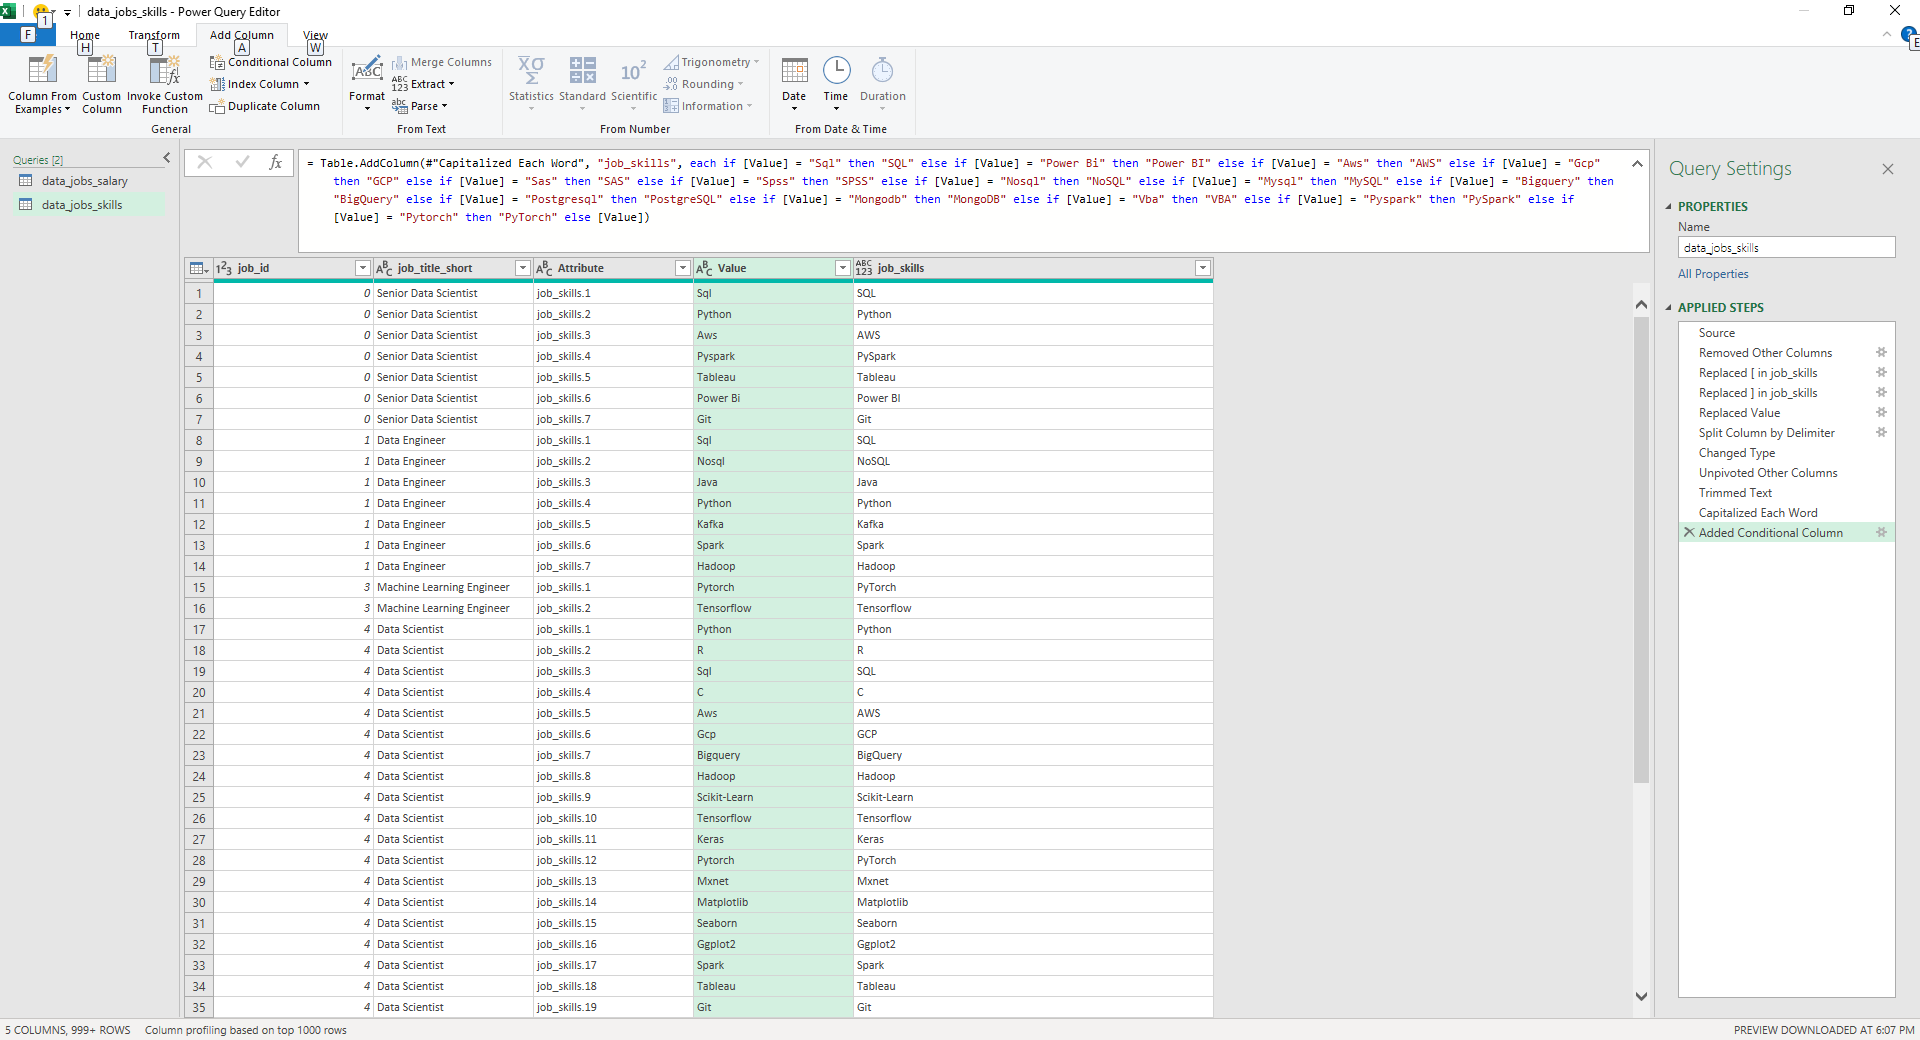 data_jobs_skills - Power Query Editor
1
F
Home
Transform
Add Column
View
H
T
A
W
E
Column From Examples
Custom Column
Invoke Custom Function
Conditional Column
Index Column
Duplicate Column
General
Format
Merge Columns
Extract
Parse
From Text
Statistics
Standard
Scientific
Trigonometry
Rounding
Information
From Number
Date
Time
Duration
From Date & Time
Queries [2]
data_jobs_salary
data_jobs_skills
= Table.AddColumn(#"Capitalized Each Word", "job_skills", each if [Value] = "Sql" then "SQL" else if [Value] = "Power Bi" then "Power BI" else if [Value] = "Aws" then "AWS" else if [Value] = "Gcp"
then "GCP" else if [Value] = "Sas" then "SAS" else if [Value] = "Spss" then "SPSS" else if [Value] = "Nosql" then "NoSQL" else if [Value] = "Mysql" then "MySQL" else if [Value] = "Bigquery" then
"BigQuery" else if [Value] = "Postgresql" then "PostgreSQL" else if [Value] = "Mongodb" then "MongoDB" else if [Value] = "Vba" then "VBA" else if [Value] = "Pyspark" then "PySpark" else if
[Value] = "Pytorch" then "PyTorch" else [Value])
job_id job_title_short Attribute Value job_skills
1 0 Senior Data Scientist job_skills.1 Sql SQL
2 0 Senior Data Scientist job_skills.2 Python Python
3 0 Senior Data Scientist job_skills.3 Aws AWS
4 0 Senior Data Scientist job_skills.4 Pyspark PySpark
5 0 Senior Data Scientist job_skills.5 Tableau Tableau
6 0 Senior Data Scientist job_skills.6 Power Bi Power BI
7 0 Senior Data Scientist job_skills.7 Git Git
8 1 Data Engineer job_skills.1 Sql SQL
9 1 Data Engineer job_skills.2 Nosql NoSQL
10 1 Data Engineer job_skills.3 Java Java
11 1 Data Engineer job_skills.4 Python Python
12 1 Data Engineer job_skills.5 Kafka Kafka
13 1 Data Engineer job_skills.6 Spark Spark
14 1 Data Engineer job_skills.7 Hadoop Hadoop
15 3 Machine Learning Engineer job_skills.1 Pytorch PyTorch
16 3 Machine Learning Engineer job_skills.2 Tensorflow Tensorflow
17 4 Data Scientist job_skills.1 Python Python
18 4 Data Scientist job_skills.2 R R
19 4 Data Scientist job_skills.3 Sql SQL
20 4 Data Scientist job_skills.4 C C
21 4 Data Scientist job_skills.5 Aws AWS
22 4 Data Scientist job_skills.6 Gcp GCP
23 4 Data Scientist job_skills.7 Bigquery BigQuery
24 4 Data Scientist job_skills.8 Hadoop Hadoop
25 4 Data Scientist job_skills.9 Scikit-Learn Scikit-Learn
26 4 Data Scientist job_skills.10 Tensorflow Tensorflow
27 4 Data Scientist job_skills.11 Keras Keras
28 4 Data Scientist job_skills.12 Pytorch PyTorch
29 4 Data Scientist job_skills.13 Mxnet Mxnet
30 4 Data Scientist job_skills.14 Matplotlib Matplotlib
31 4 Data Scientist job_skills.15 Seaborn Seaborn
32 4 Data Scientist job_skills.16 Ggplot2 Ggplot2
33 4 Data Scientist job_skills.17 Spark Spark
34 4 Data Scientist job_skills.18 Tableau Tableau
35 4 Data Scientist job_skills.19 Git Git
Query Settings
PROPERTIES
Name
data_jobs_skills
All Properties
APPLIED STEPS
Source
Removed Other Columns
Replaced [ in job_skills
Replaced ] in job_skills
Replaced Value
Split Column by Delimiter
Changed Type
Unpivoted Other Columns
Trimmed Text
Capitalized Each Word
Added Conditional Column
5 COLUMNS, 999+ ROWS Column profiling based on top 1000 rows
PREVIEW DOWNLOADED AT 6:07 PM